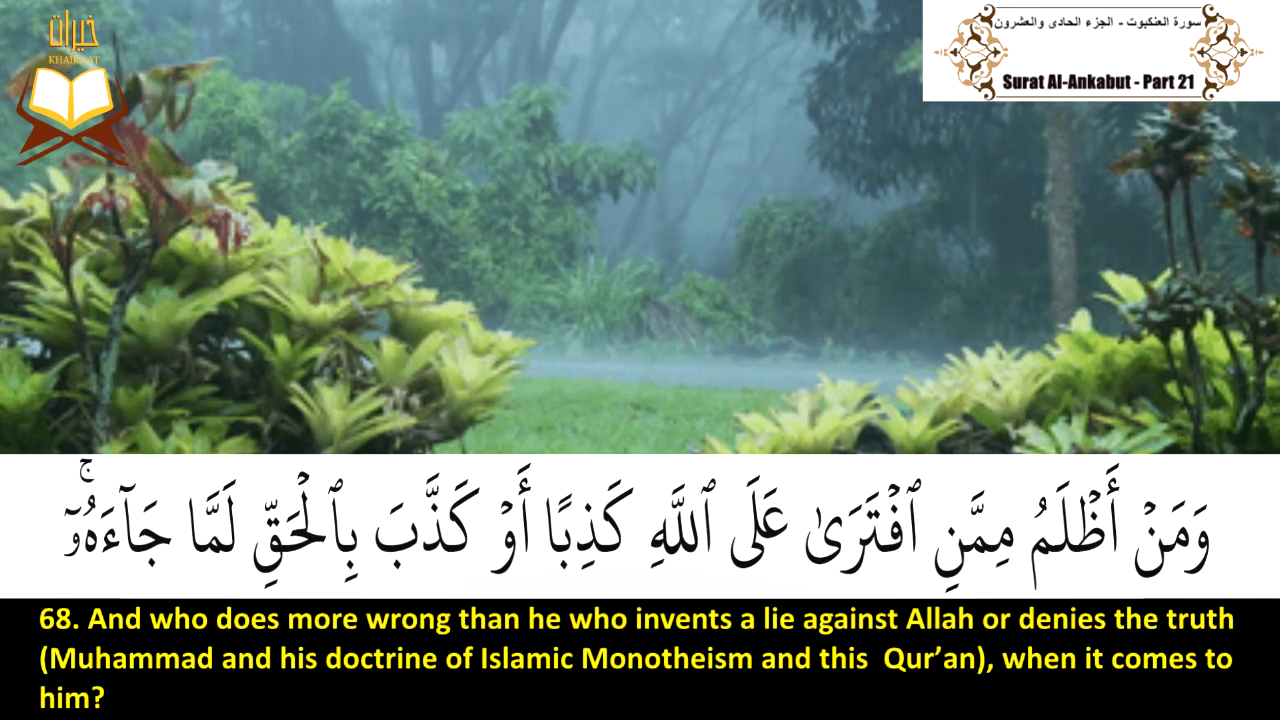 خيرات
KHAIRAAT
سورة العنكبوت - الجزء الحادى والعشرون
Surat Al-Ankabut - Part 21
وَمَنۡ أَظۡلَمُ مِمَّنِ ٱفۡتَرَىٰ عَلَى ٱللَّهِ كَذِبًا أَوۡ كَذَّبَ بِٱلۡحَقِّ لَمَّا جَآءَهُۥٓۚ
68. And who does more wrong than he who invents a lie against Allah or denies the truth
(Muhammad and his doctrine of Islamic Monotheism and this  Qur’an), when it comes to
him?